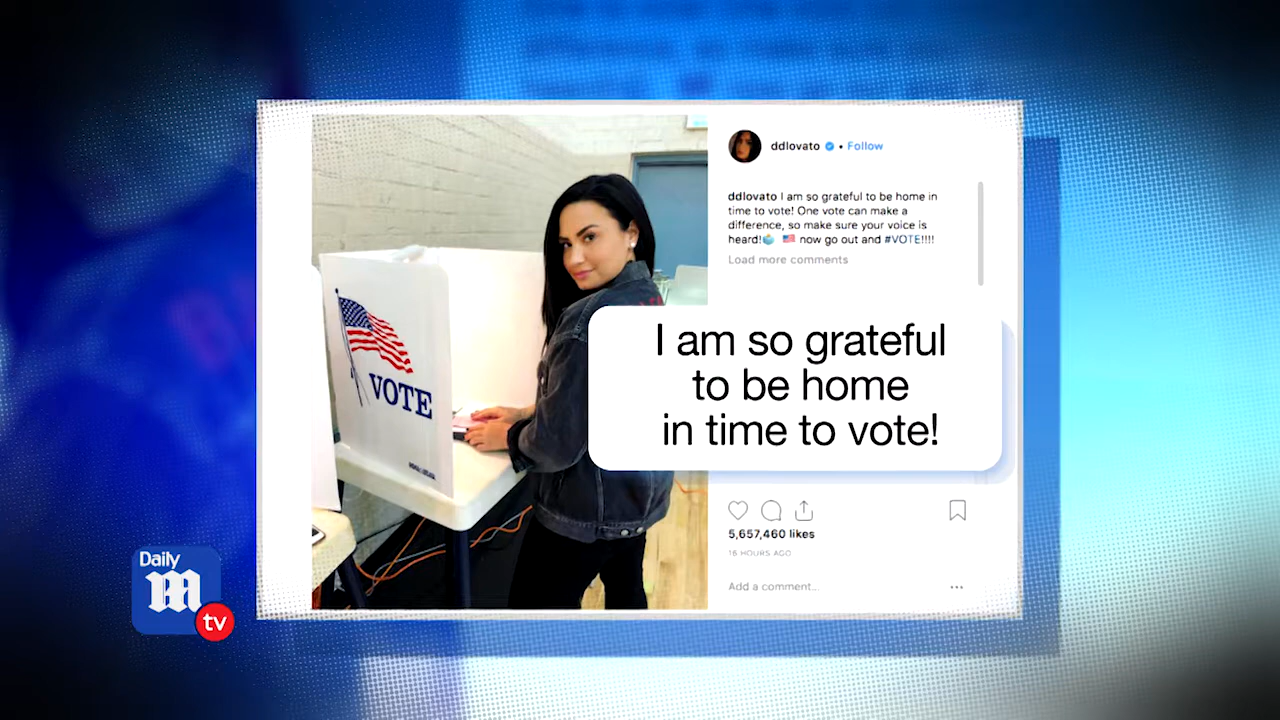 ddlovato • Follow
ddlovato I am so grateful to be home in
time to vote! One vote can make a
difference, so make sure your voice is
heard!🗳️ 🇺🇸 now go out and #VOTE!!!!
Load more comments
I am so grateful
to be home
in time to vote!
VOTE
5,657,460 likes
16 HOURS AGO
Add a comment...
Daily
M
tv